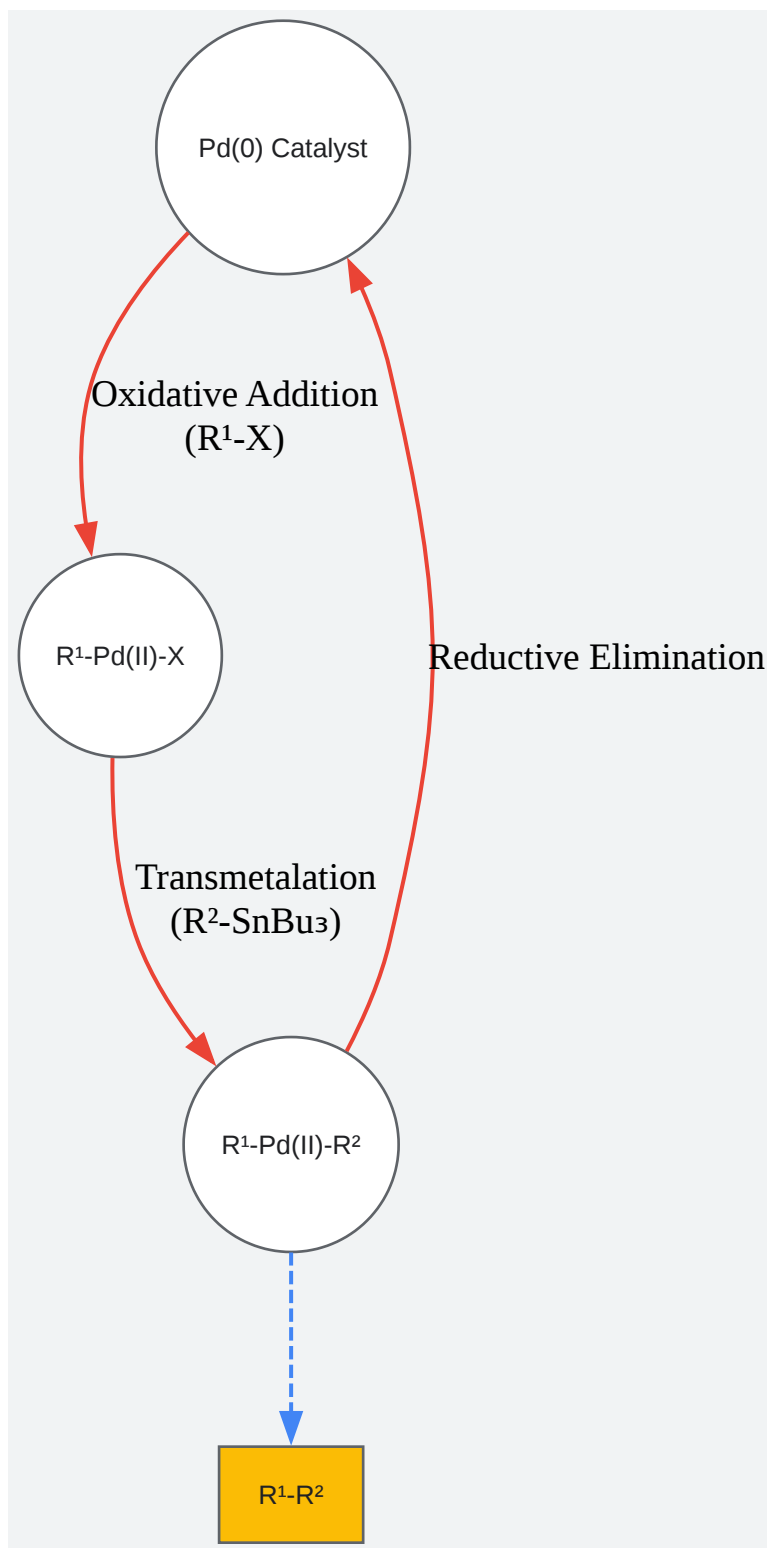 Pd(0) Catalyst
Oxidative Addition
(R¹-X)
R¹-Pd(II)-X
Reductive Elimination
Transmetalation
(R²-SnBu₃)
R¹-Pd(II)-R²
R¹-R²